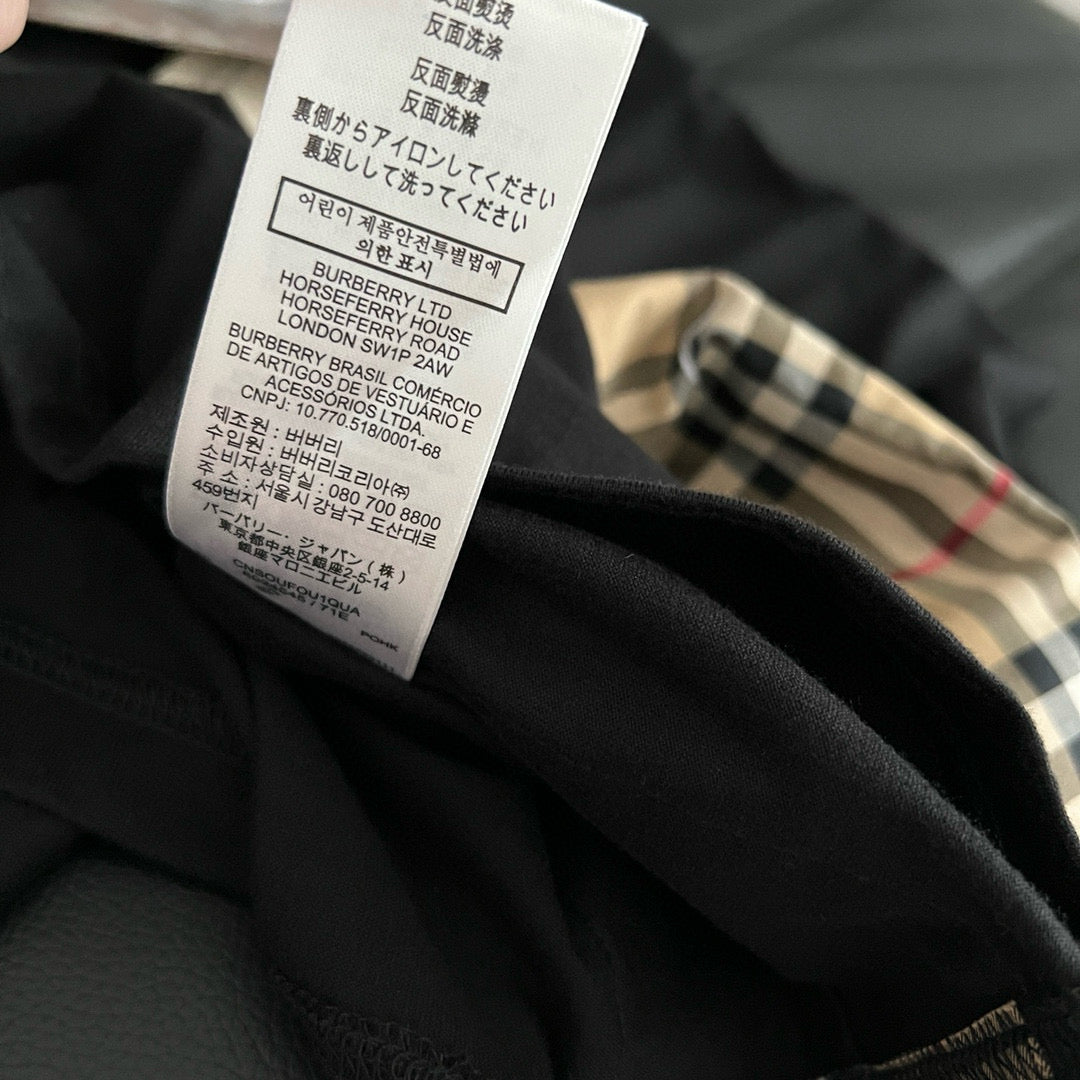 反面熨烫
反面洗涤
反面熨燙
反面洗滌
裏側からアイロンしてください
裏返しして洗ってください
어린이 제품안전특별법에
의한 표시
BURBERRY LTD
HORSEFERRY HOUSE
HORSEFERRY ROAD
LONDON SW1P 2AW
BURBERRY BRASIL COMÉRCIO
DE ARTIGOS DE VESTUÁRIO E
ACESSÓRIOS LTDA.
CNPJ: 10.770.518/0001-68
제조원 : 버버리
수입원 : 버버리코리아㈜
소비자상담실 : 080 700 8800
주 소 : 서울시 강남구 도산대로
459번지
バーバリー．ジャパン（株）
東京都中央区銀座2-5-14
銀座マロニエビル
CNSOUFOU1QUA
/ 71E
POHK